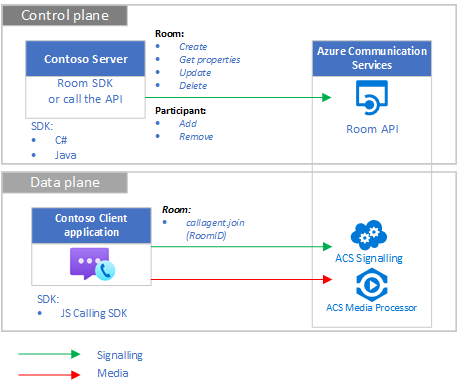 Control plane
Contoso Server
Room SDK
or call the API
SDK:
• C#
• Java
Room:
• Create
• Get properties
• Update
• Delete
Participant:
• Add
• Remove
Azure Communication
Services
Room API
Data plane
Contoso Client
application
SDK:
• JS Calling SDK
Room:
• callagent.join
(RoomID)
ACS Signalling
ACS Media Processor
Signalling
Media